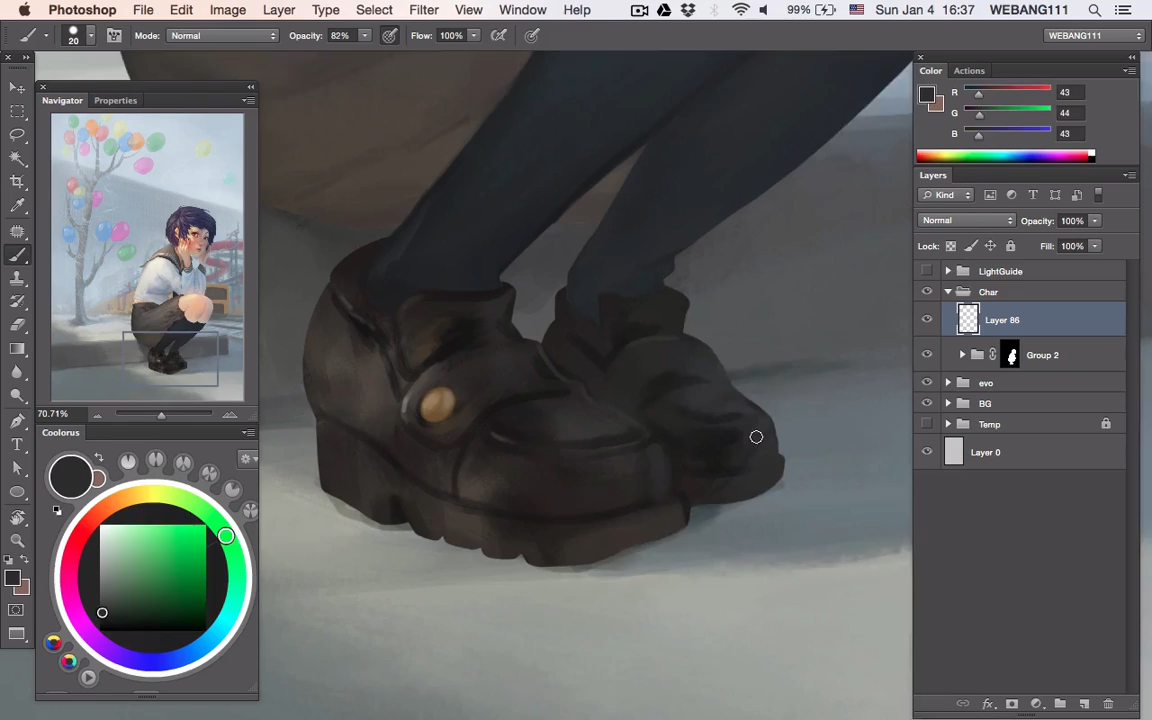 Photoshop File Edit Image Layer Type Select Filter View Window Help 99% Sun Jan 4 16:37 WEBANG111
20 Mode: Normal Opacity: 82% Flow: 100% WEBANG111
Navigator Properties
70.71%
Colorus
Color Actions
R 43
G 44
B 43
Layers
Kind
Normal Opacity: 100%
Lock: Fill: 100%
LightGuide
Char
Layer 86
Group 2
evo
BG
Temp
Layer 0